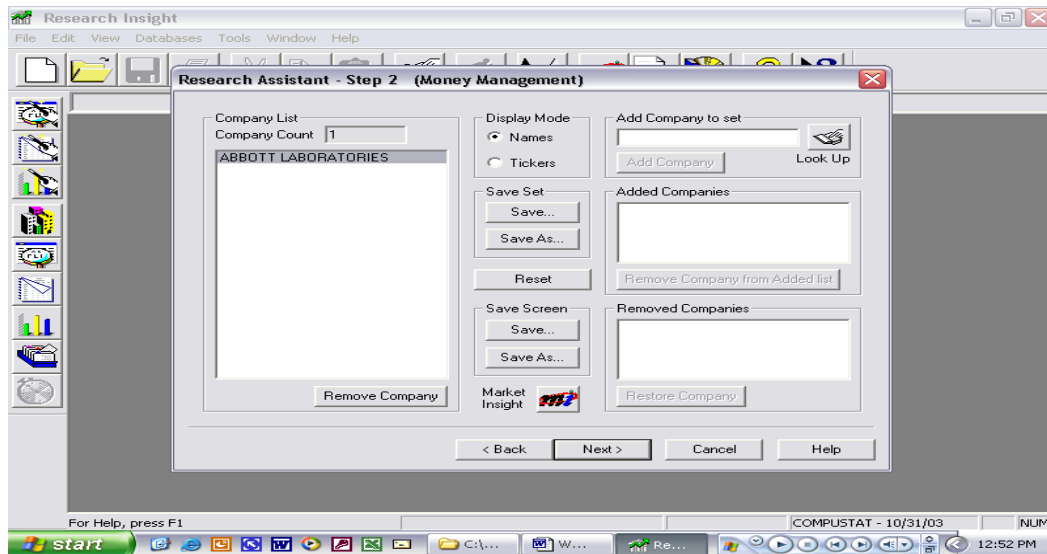 Research Insight
File Edit View Databases Tools Window Help
Research Assistant - Step 2 (Money Management)
Company List
Company Count 1
ABBOTT LABORATORIES
Remove Company
Display Mode
Names
Tickers
Save Set
Save...
Save As...
Reset
Save Screen
Save...
Save As...
Market
Insight
Add Company to set
Add Company
Look Up
Added Companies
Remove Company from Added list
Removed Companies
Restore Company
< Back Next > Cancel Help
For Help, press F1 COMPUSTAT - 10/31/03 NUM
start C:\... W... Re... 12:52 PM